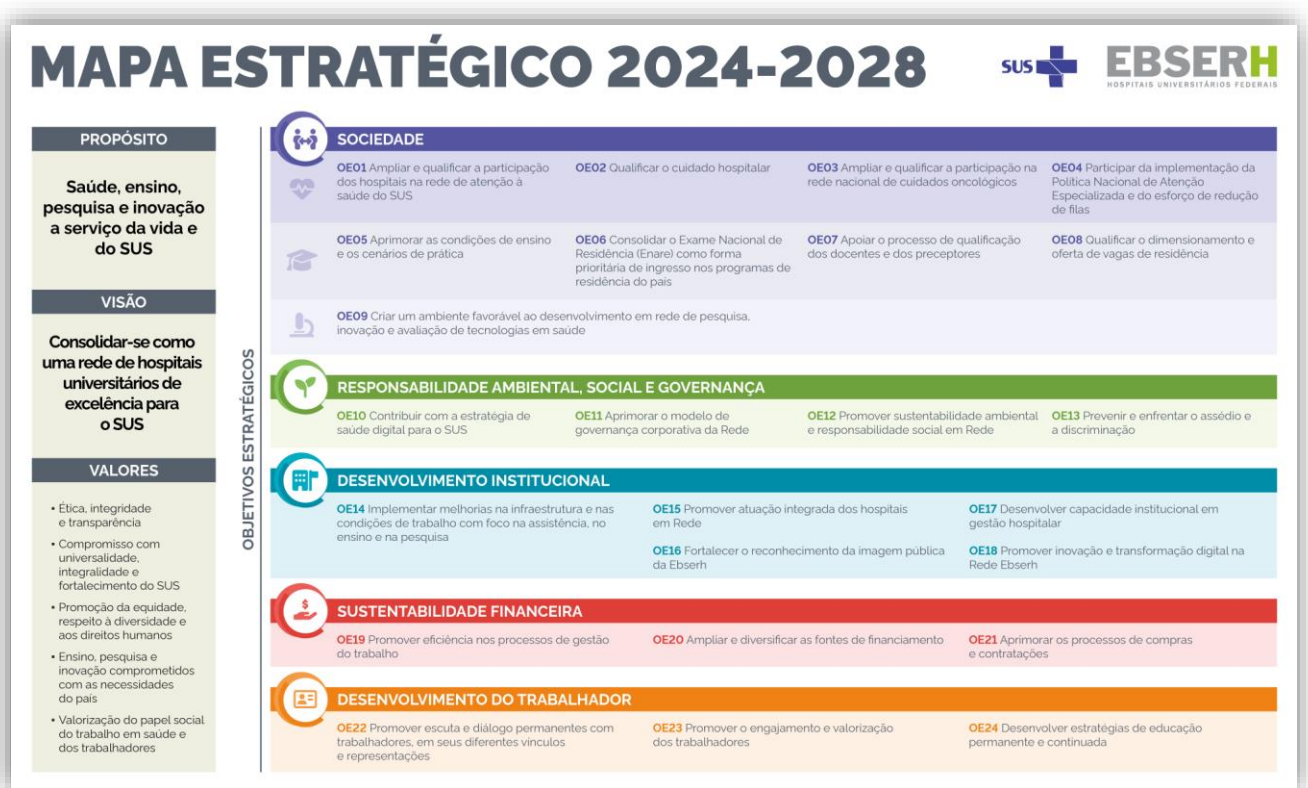 MAPA ESTRATÉGICO 2024-2028
SUS
EBSERH
HOSPITAIS UNIVERSITÁRIOS FEDERAIS
PROPÓSITO
Saúde, ensino,
pesquisa e inovação
a serviço da vida e
do SUS
VISÃO
Consolidar-se como
uma rede de hospitais
universitários de
excelência para
o SUS
VALORES
• Ética, integridade
e transparência
• Compromisso com
universalidade,
integralidade e
fortalecimento do SUS
• Promoção da equidade,
respeito à diversidade e
aos direitos humanos
• Ensino, pesquisa e
inovação comprometidos
com as necessidades
do país
• Valorização do papel social
do trabalho em saúde e
dos trabalhadores
OBJETIVOS ESTRATÉGICOS
SOCIEDADE
OE01 Ampliar e qualificar a participação
dos hospitais na rede de atenção à
saúde do SUS
OE02 Qualificar o cuidado hospitalar
OE03 Ampliar e qualificar a participação na
rede nacional de cuidados oncológicos
OE04 Participar da implementação da
Política Nacional de Atenção
Especializada e do esforço de redução
de filas
OE05 Aprimorar as condições de ensino
e os cenários de prática
OE06 Consolidar o Exame Nacional de
Residência (Enare) como forma
prioritária de ingresso nos programas de
residência do país
OE07 Apoiar o processo de qualificação
dos docentes e dos preceptores
OE08 Qualificar o dimensionamento e
oferta de vagas de residência
OE09 Criar um ambiente favorável ao desenvolvimento em rede de pesquisa,
inovação e avaliação de tecnologias em saúde
RESPONSABILIDADE AMBIENTAL, SOCIAL E GOVERNANÇA
OE10 Contribuir com a estratégia de
saúde digital para o SUS
OE11 Aprimorar o modelo de
governança corporativa da Rede
OE12 Promover sustentabilidade ambiental
e responsabilidade social em Rede
OE13 Prevenir e enfrentar o assédio e
a discriminação
DESENVOLVIMENTO INSTITUCIONAL
OE14 Implementar melhorias na infraestrutura e nas
condições de trabalho com foco na assistência, no
ensino e na pesquisa
OE15 Promover atuação integrada dos hospitais
em Rede
OE16 Fortalecer o reconhecimento da imagem pública
da Ebserh
OE17 Desenvolver capacidade institucional em
gestão hospitalar
OE18 Promover inovação e transformação digital na
Rede Ebserh
SUSTENTABILIDADE FINANCEIRA
OE19 Promover eficiência nos processos de gestão
do trabalho
OE20 Ampliar e diversificar as fontes de financiamento
OE21 Aprimorar os processos de compras
e contratações
DESENVOLVIMENTO DO TRABALHADOR
OE22 Promover escuta e diálogo permanentes com
trabalhadores, em seus diferentes vínculos
e representações
OE23 Promover o engajamento e valorização
dos trabalhadores
OE24 Desenvolver estratégias de educação
permanente e continuada